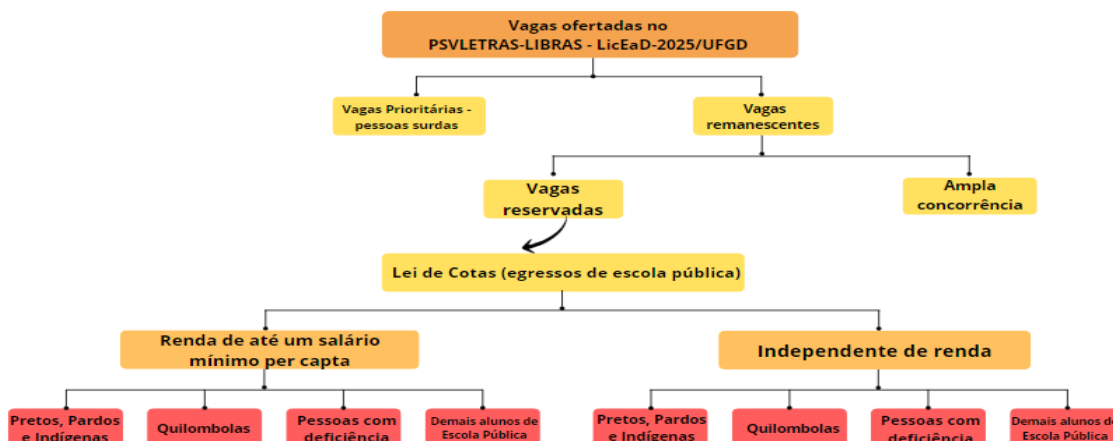 Vagas ofertadas no
PSVLETRAS-LIBRAS - LicEaD-2025/UFGD
Vagas Prioritárias -
pessoas surdas
Vagas
remanescentes
Vagas
reservadas
Ampla
concorrência
Lei de Cotas (egressos de escola pública)
Renda de até um salário
mínimo per capta
Independente de renda
Pretos, Pardos
e Indígenas
Quilombolas
Pessoas com
deficiência
Demais alunos de
Escola Pública
Pretos, Pardos
e Indígenas
Quilombolas
Pessoas com
deficiência
Demais alunos de
Escola Pública